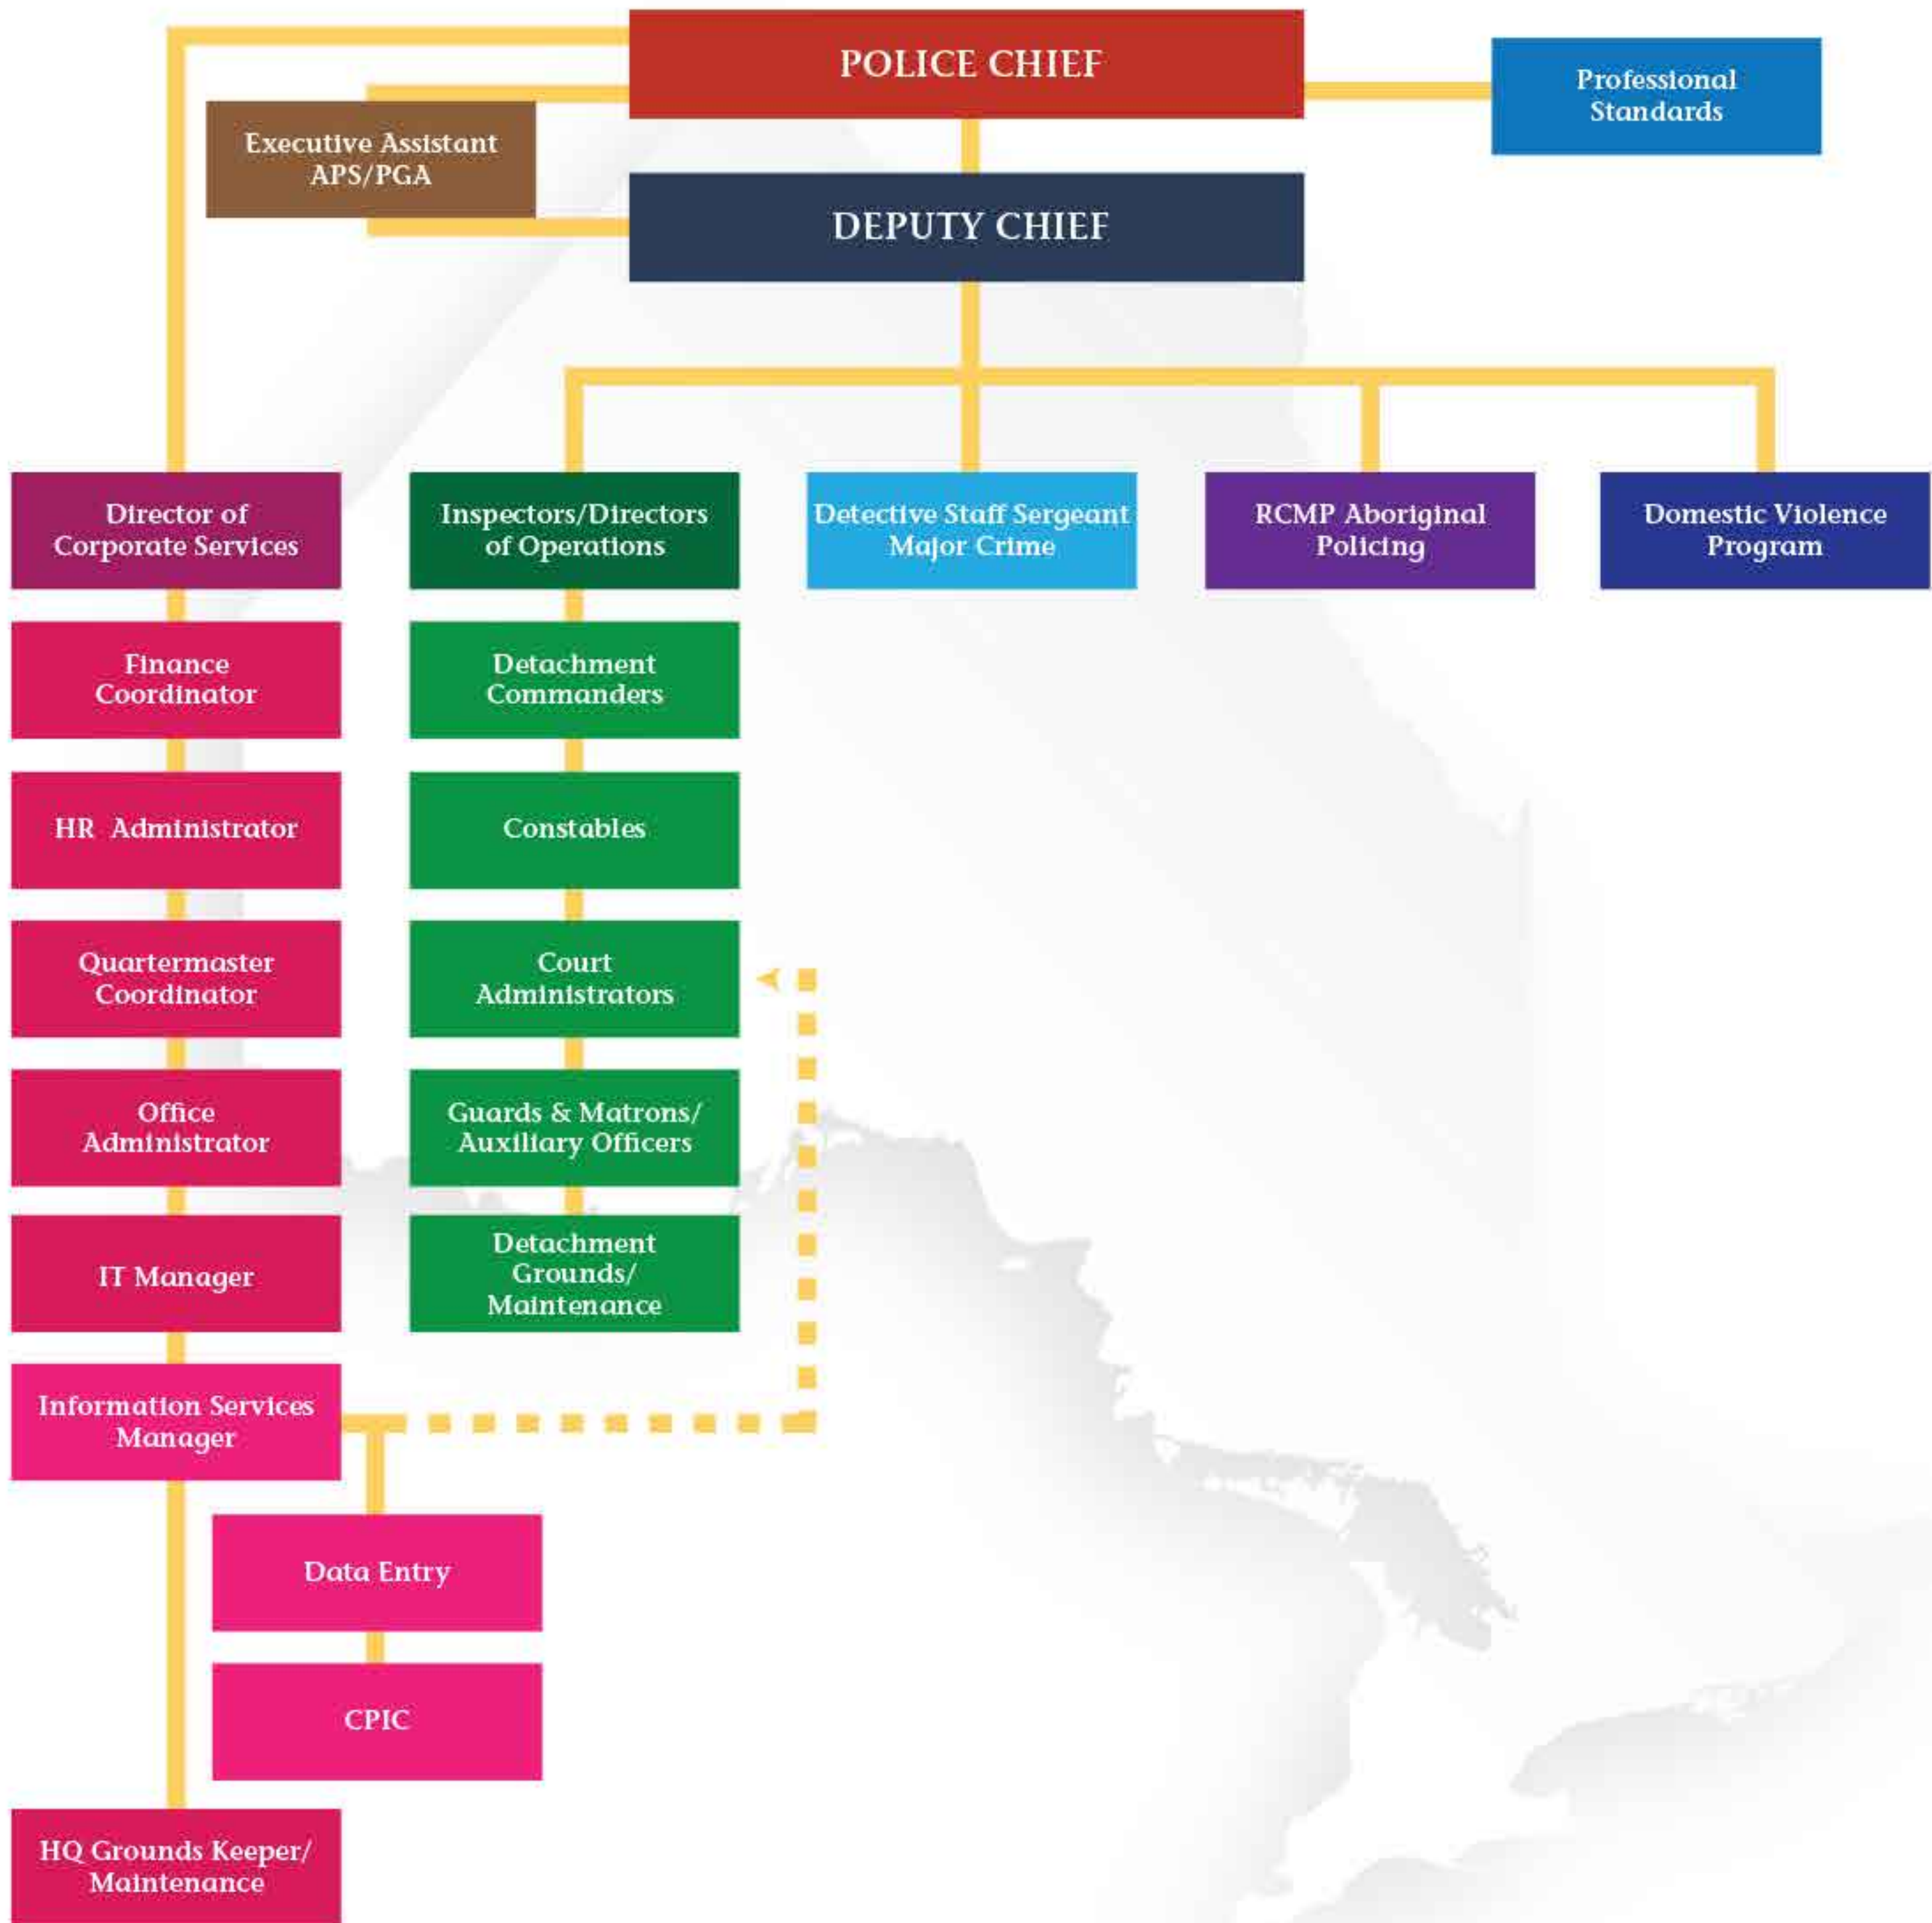 POLICE CHIEF
Professional
Standards
Executive Assistant
APS/PGA
DEPUTY CHIEF
Director of
Corporate Services
Inspectors/Directors
of Operations
Detective Staff Sergeant
Major Crime
RCMP Aboriginal
Policing
Domestic Violence
Program
Finance
Coordinator
Detachment
Commanders
HR Administrator
Constables
Quartermaster
Coordinator
Court
Administrators
Office
Administrator
Guards & Matrons/
Auxiliary Officers
IT Manager
Detachment
Grounds/
Maintenance
Information Services
Manager
Data Entry
CPIC
HQ Grounds Keeper/
Maintenance